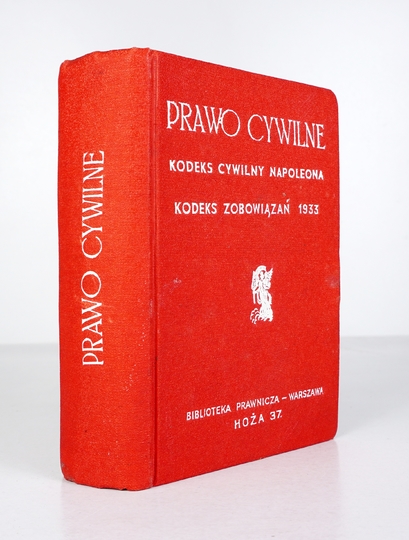 PRAWO CYWILNE
PRAWO CYWILNE
KODEKS CYWILNY NAPOLEONA
KODEKS ZOBOWIĄZAŃ 1933
BIBLIOTEKA PRAWNICZA – WARSZAWA
HOŻA 37.